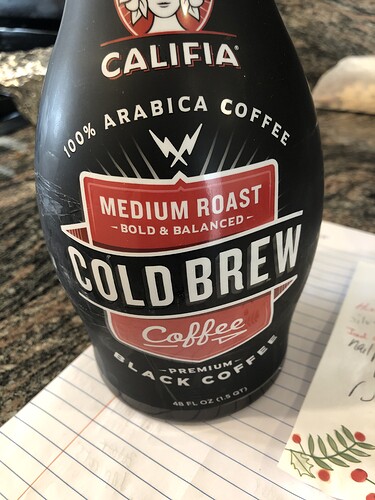 CALIFIA
100% ARABICA COFFEE
MEDIUM ROAST
-BOLD & BALANCED-
COLD BREW
Coffee
-PREMIUM-
BLACK COFFEE
48 FL OZ (1.5 QT)